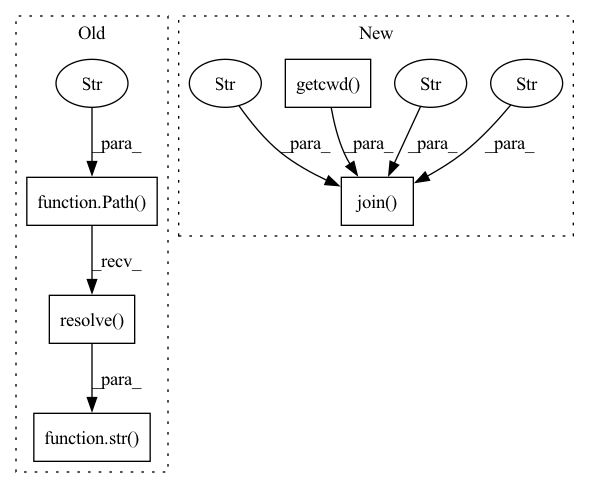 Old
New
Str
Str
getcwd()
Str
Str
_para_
_para_
_para_
_para_
_para_
function.Path()
join()
_recv_
resolve()
_para_
function.str()